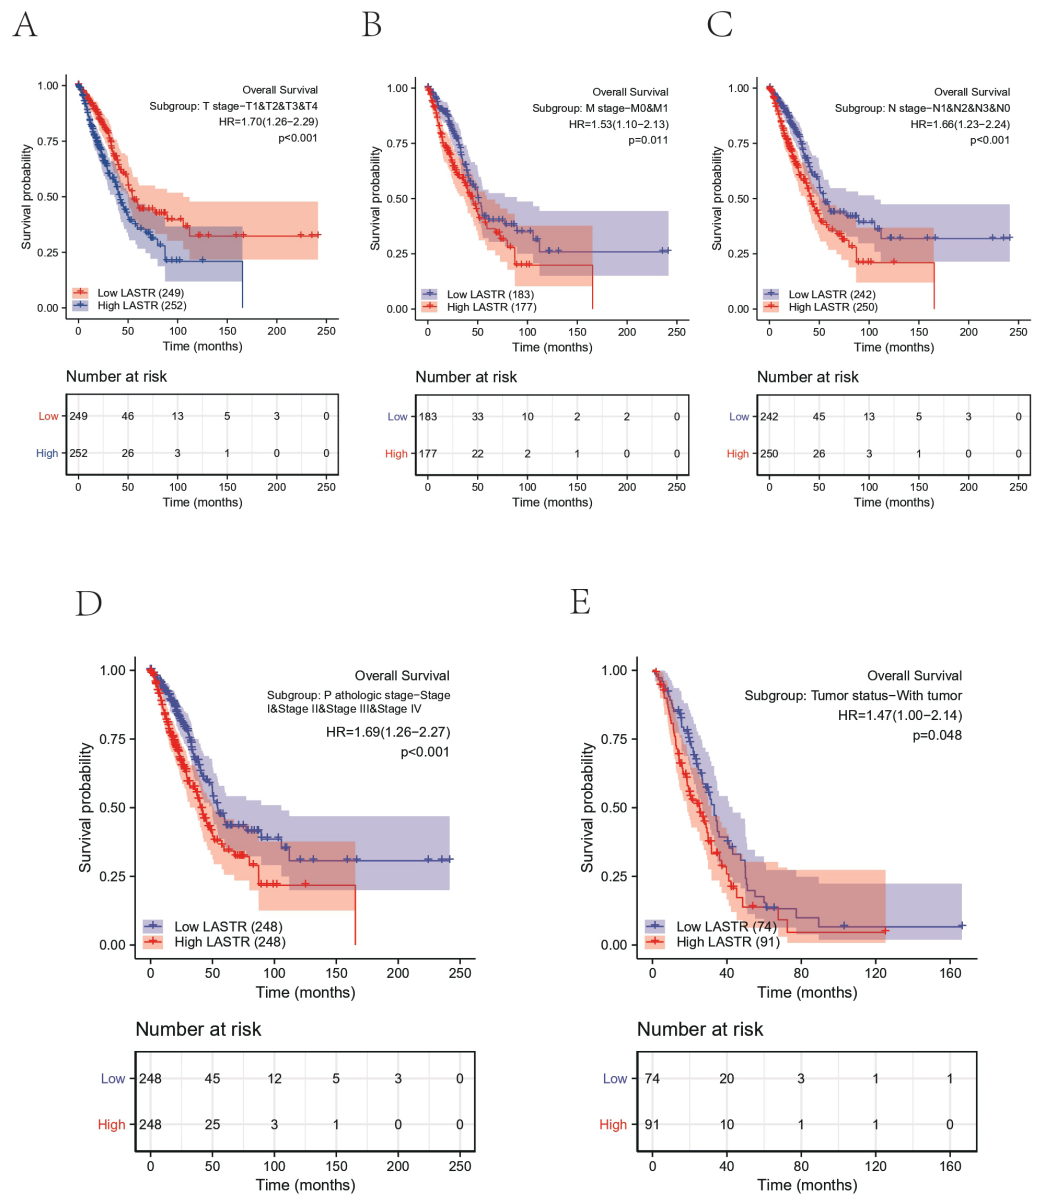 A
Survival probability
1.00
0.75
0.50
0.25
0.00
Overall Survival
Subgroup: T stage−T1&T2&T3&T4
HR=1.70(1.26−2.29)
p<0.001
Low LASTR (249)
High LASTR (252)
0 50 100 150 200 250
Time (months)
Number at risk
Low 249 46 13 5 3 0
High 252 26 3 1 0 0
0 50 100 150 200 250
Time (months)
B
Survival probability
1.00
0.75
0.50
0.25
0.00
Overall Survival
Subgroup: M stage−M0&M1
HR=1.53(1.10−2.13)
p=0.011
Low LASTR (183)
High LASTR (177)
0 50 100 150 200 250
Time (months)
Number at risk
Low 183 33 10 2 2 0
High 177 22 2 1 0 0
0 50 100 150 200 250
Time (months)
C
Survival probability
1.00
0.75
0.50
0.25
0.00
Overall Survival
Subgroup: N stage−N1&N2&N3&N0
HR=1.66(1.23−2.24)
p<0.001
Low LASTR (242)
High LASTR (250)
0 50 100 150 200 250
Time (months)
Number at risk
Low 242 45 13 5 3 0
High 250 26 3 1 0 0
0 50 100 150 200 250
Time (months)
D
Survival probability
1.00
0.75
0.50
0.25
0.00
Overall Survival
Subgroup: P athologic stage−Stage
I&Stage II&Stage III&Stage IV
HR=1.69(1.26−2.27)
p<0.001
Low LASTR (248)
High LASTR (248)
0 50 100 150 200 250
Time (months)
Number at risk
Low 248 45 12 5 3 0
High 248 25 3 1 0 0
0 50 100 150 200 250
Time (months)
E
Survival probability
1.00
0.75
0.50
0.25
0.00
Overall Survival
Subgroup: Tumor status−With tumor
HR=1.47(1.00−2.14)
p=0.048
Low LASTR (74)
High LASTR (91)
0 40 80 120 160
Time (months)
Number at risk
Low 74 20 3 1 1
High 91 10 1 1 0
0 40 80 120 160
Time (months)